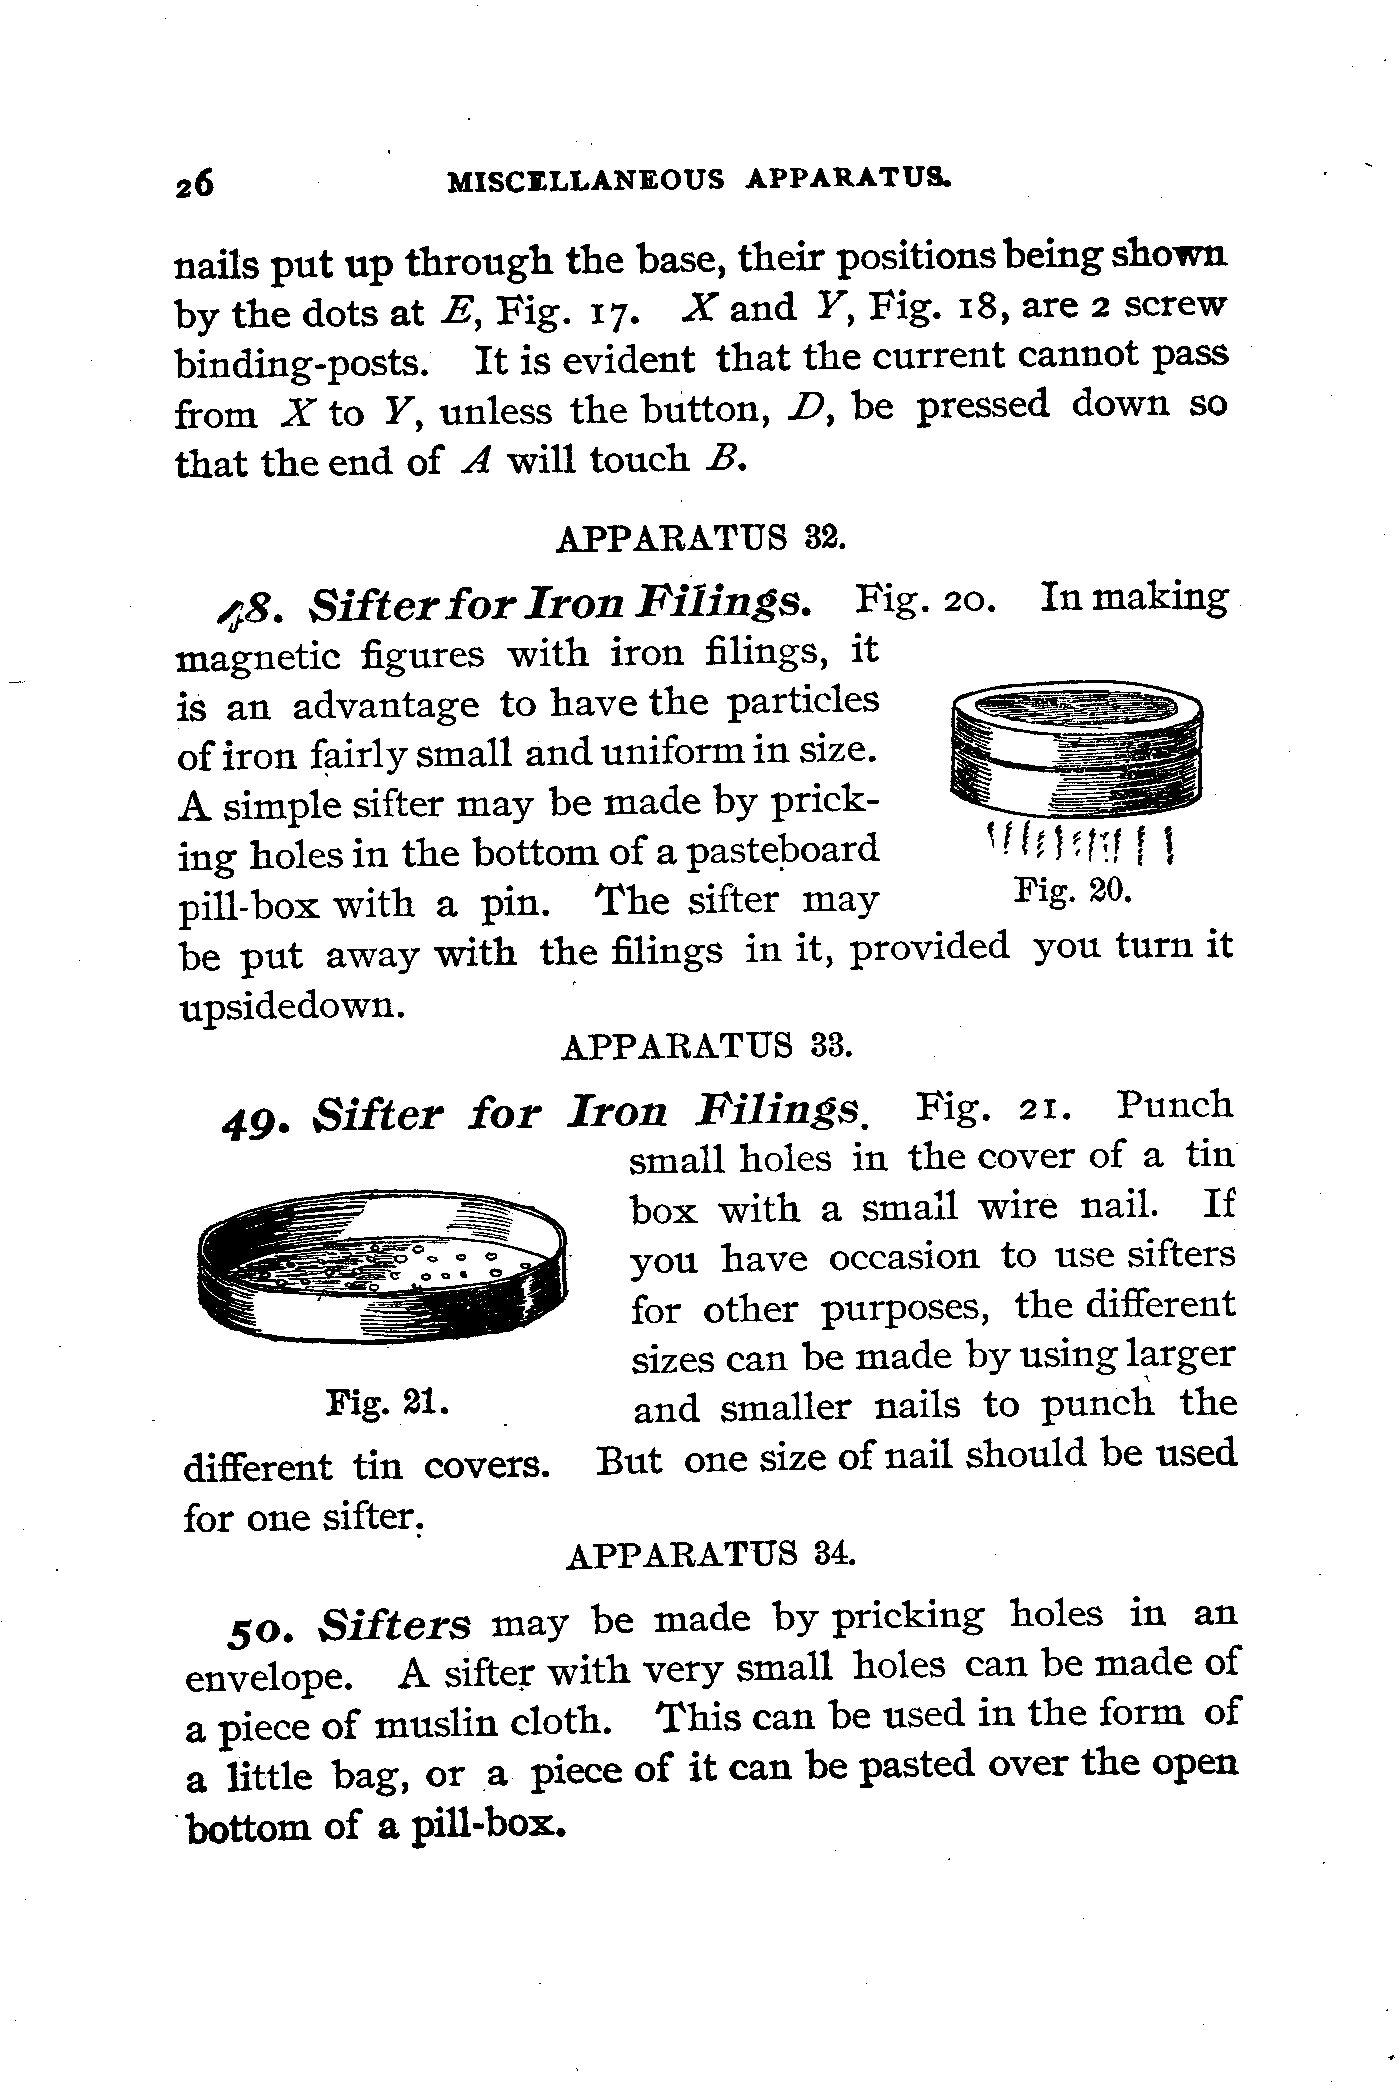 26 MISCELLANEOUS APPARATUS.
nails put up through the base, their positions being shown
by the dots at E, Fig. 17. X and Y, Fig. 18, are 2 screw
binding-posts. It is evident that the current cannot pass
from X to Y, unless the button, D, be pressed down so
that the end of A will touch B.
APPARATUS 32.
48. Sifter for Iron Filings. Fig. 20. In making
magnetic figures with iron filings, it
is an advantage to have the particles
of iron fairly small and uniform in size.
A simple sifter may be made by prick-
ing holes in the bottom of a pasteboard
pill-box with a pin. The sifter may
Fig. 20.
be put away with the filings in it, provided you turn it
upsidedown.
APPARATUS 33.
49. Sifter for Iron Filings. Fig. 21. Punch
small holes in the cover of a tin
box with a small wire nail. If
you have occasion to use sifters
for other purposes, the different
sizes can be made by using larger
and smaller nails to punch the
Fig. 21.
different tin covers. But one size of nail should be used
for one sifter.
APPARATUS 34.
50. Sifters may be made by pricking holes in an
envelope. A sifter with very small holes can be made of
a piece of muslin cloth. This can be used in the form of
a little bag, or a piece of it can be pasted over the open
bottom of a pill-box.